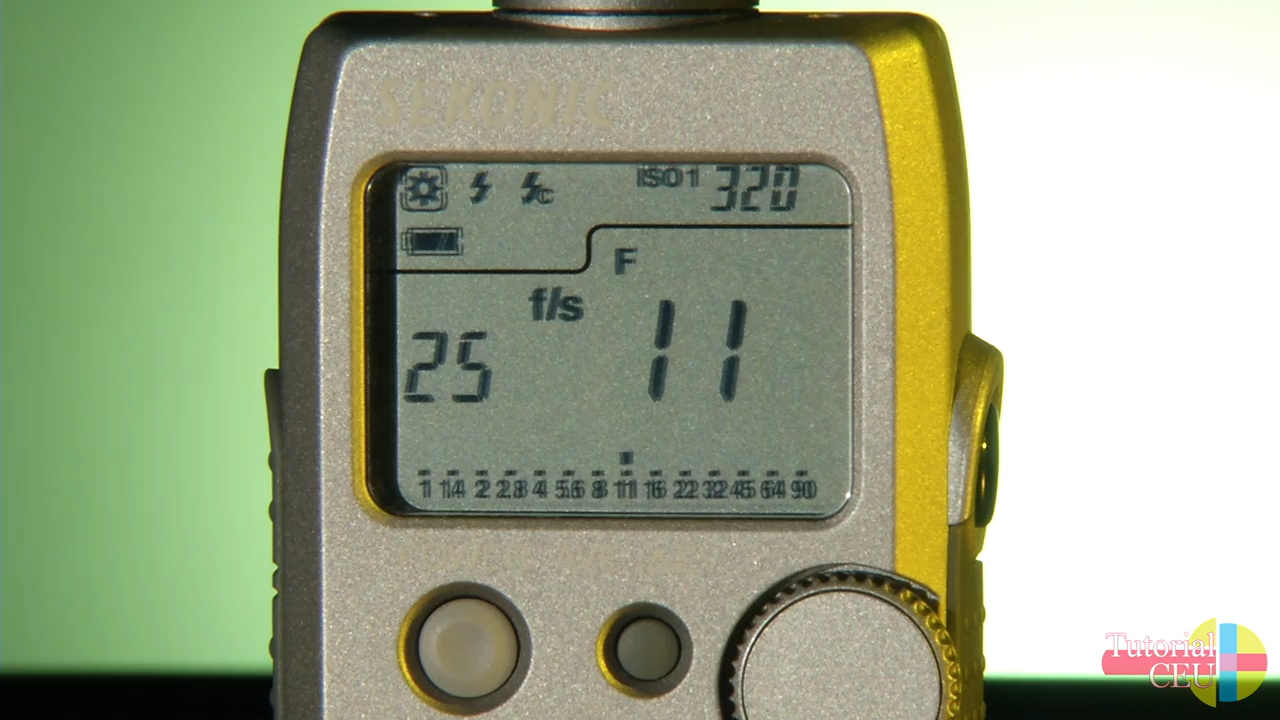 SEKONIC
ISO1 320
F
f/s
25 11
1 1.4 2 2.8 4 5.6 8 11 16 22 32 45 64 90
Tutorial
CEU